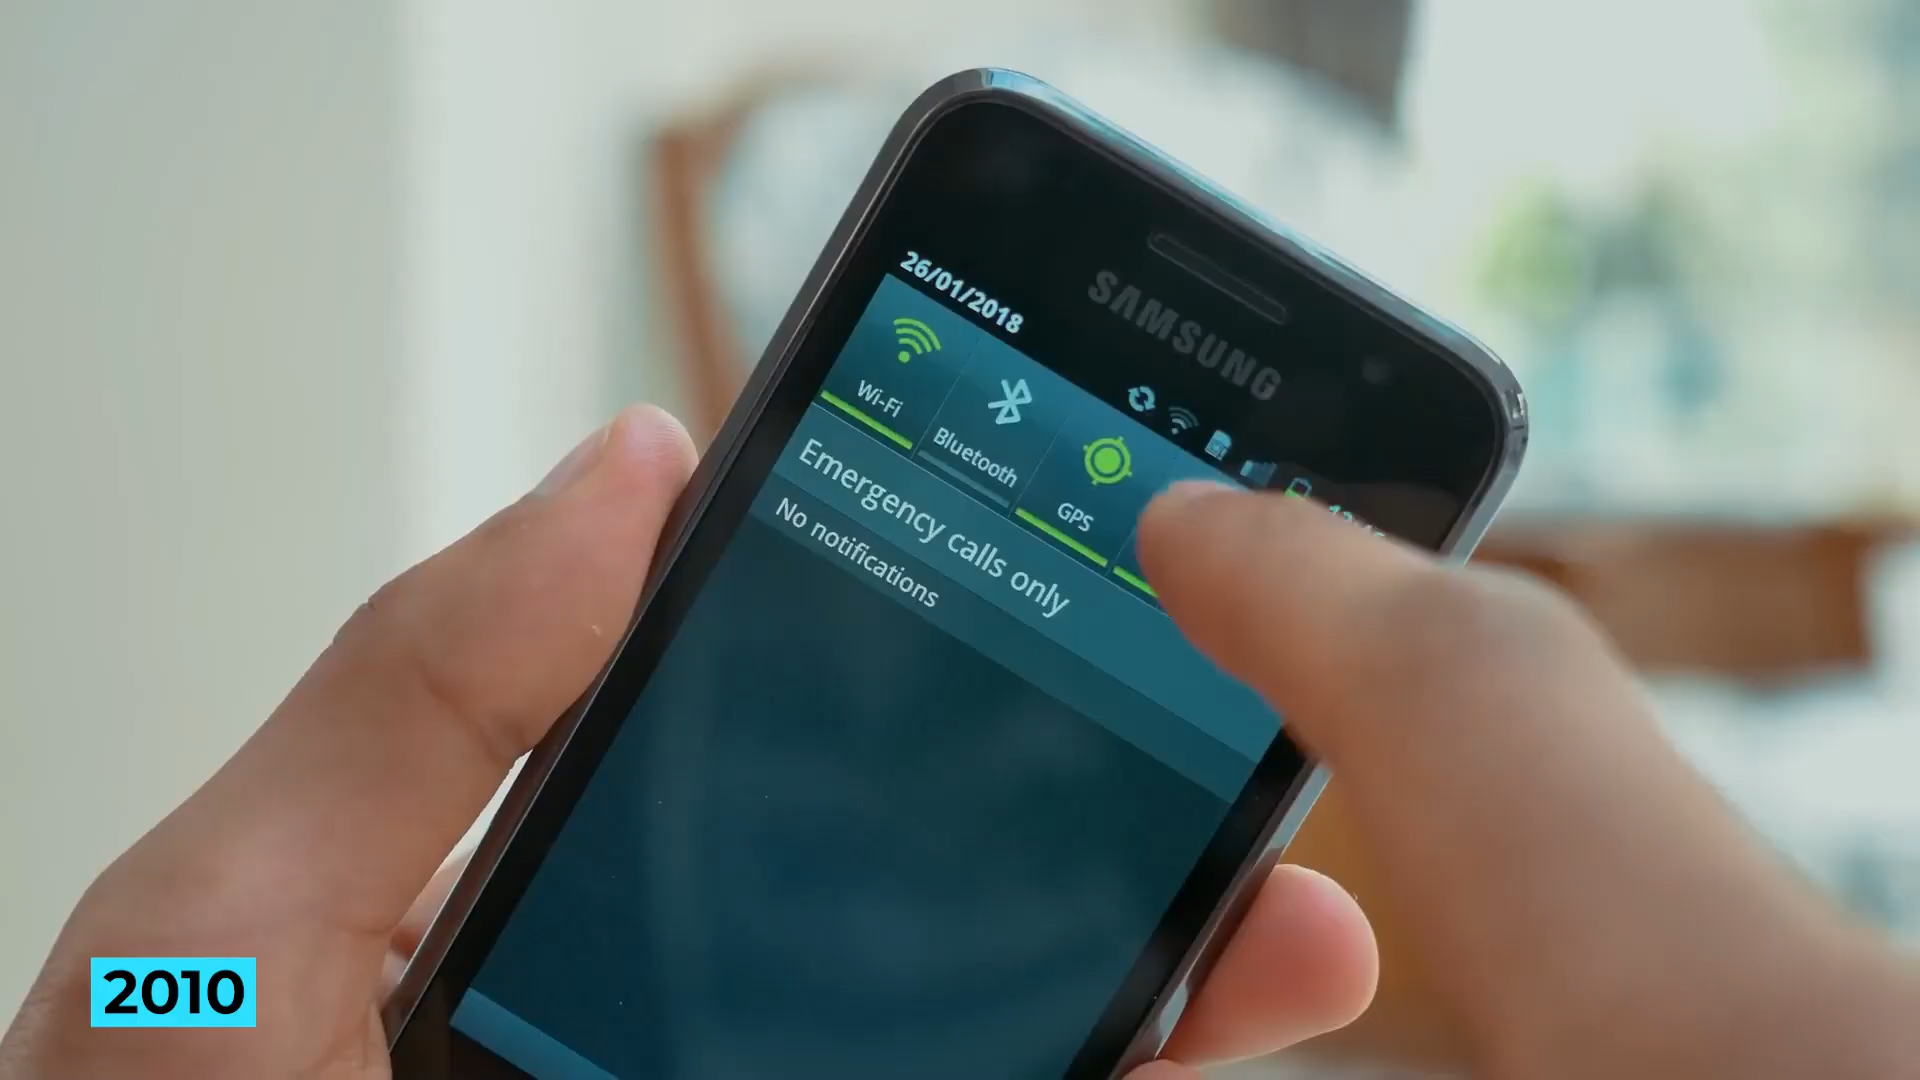 SAMSUNG
26/01/2018
Wi-Fi
Bluetooth
GPS
Emergency calls only
No notifications
2010